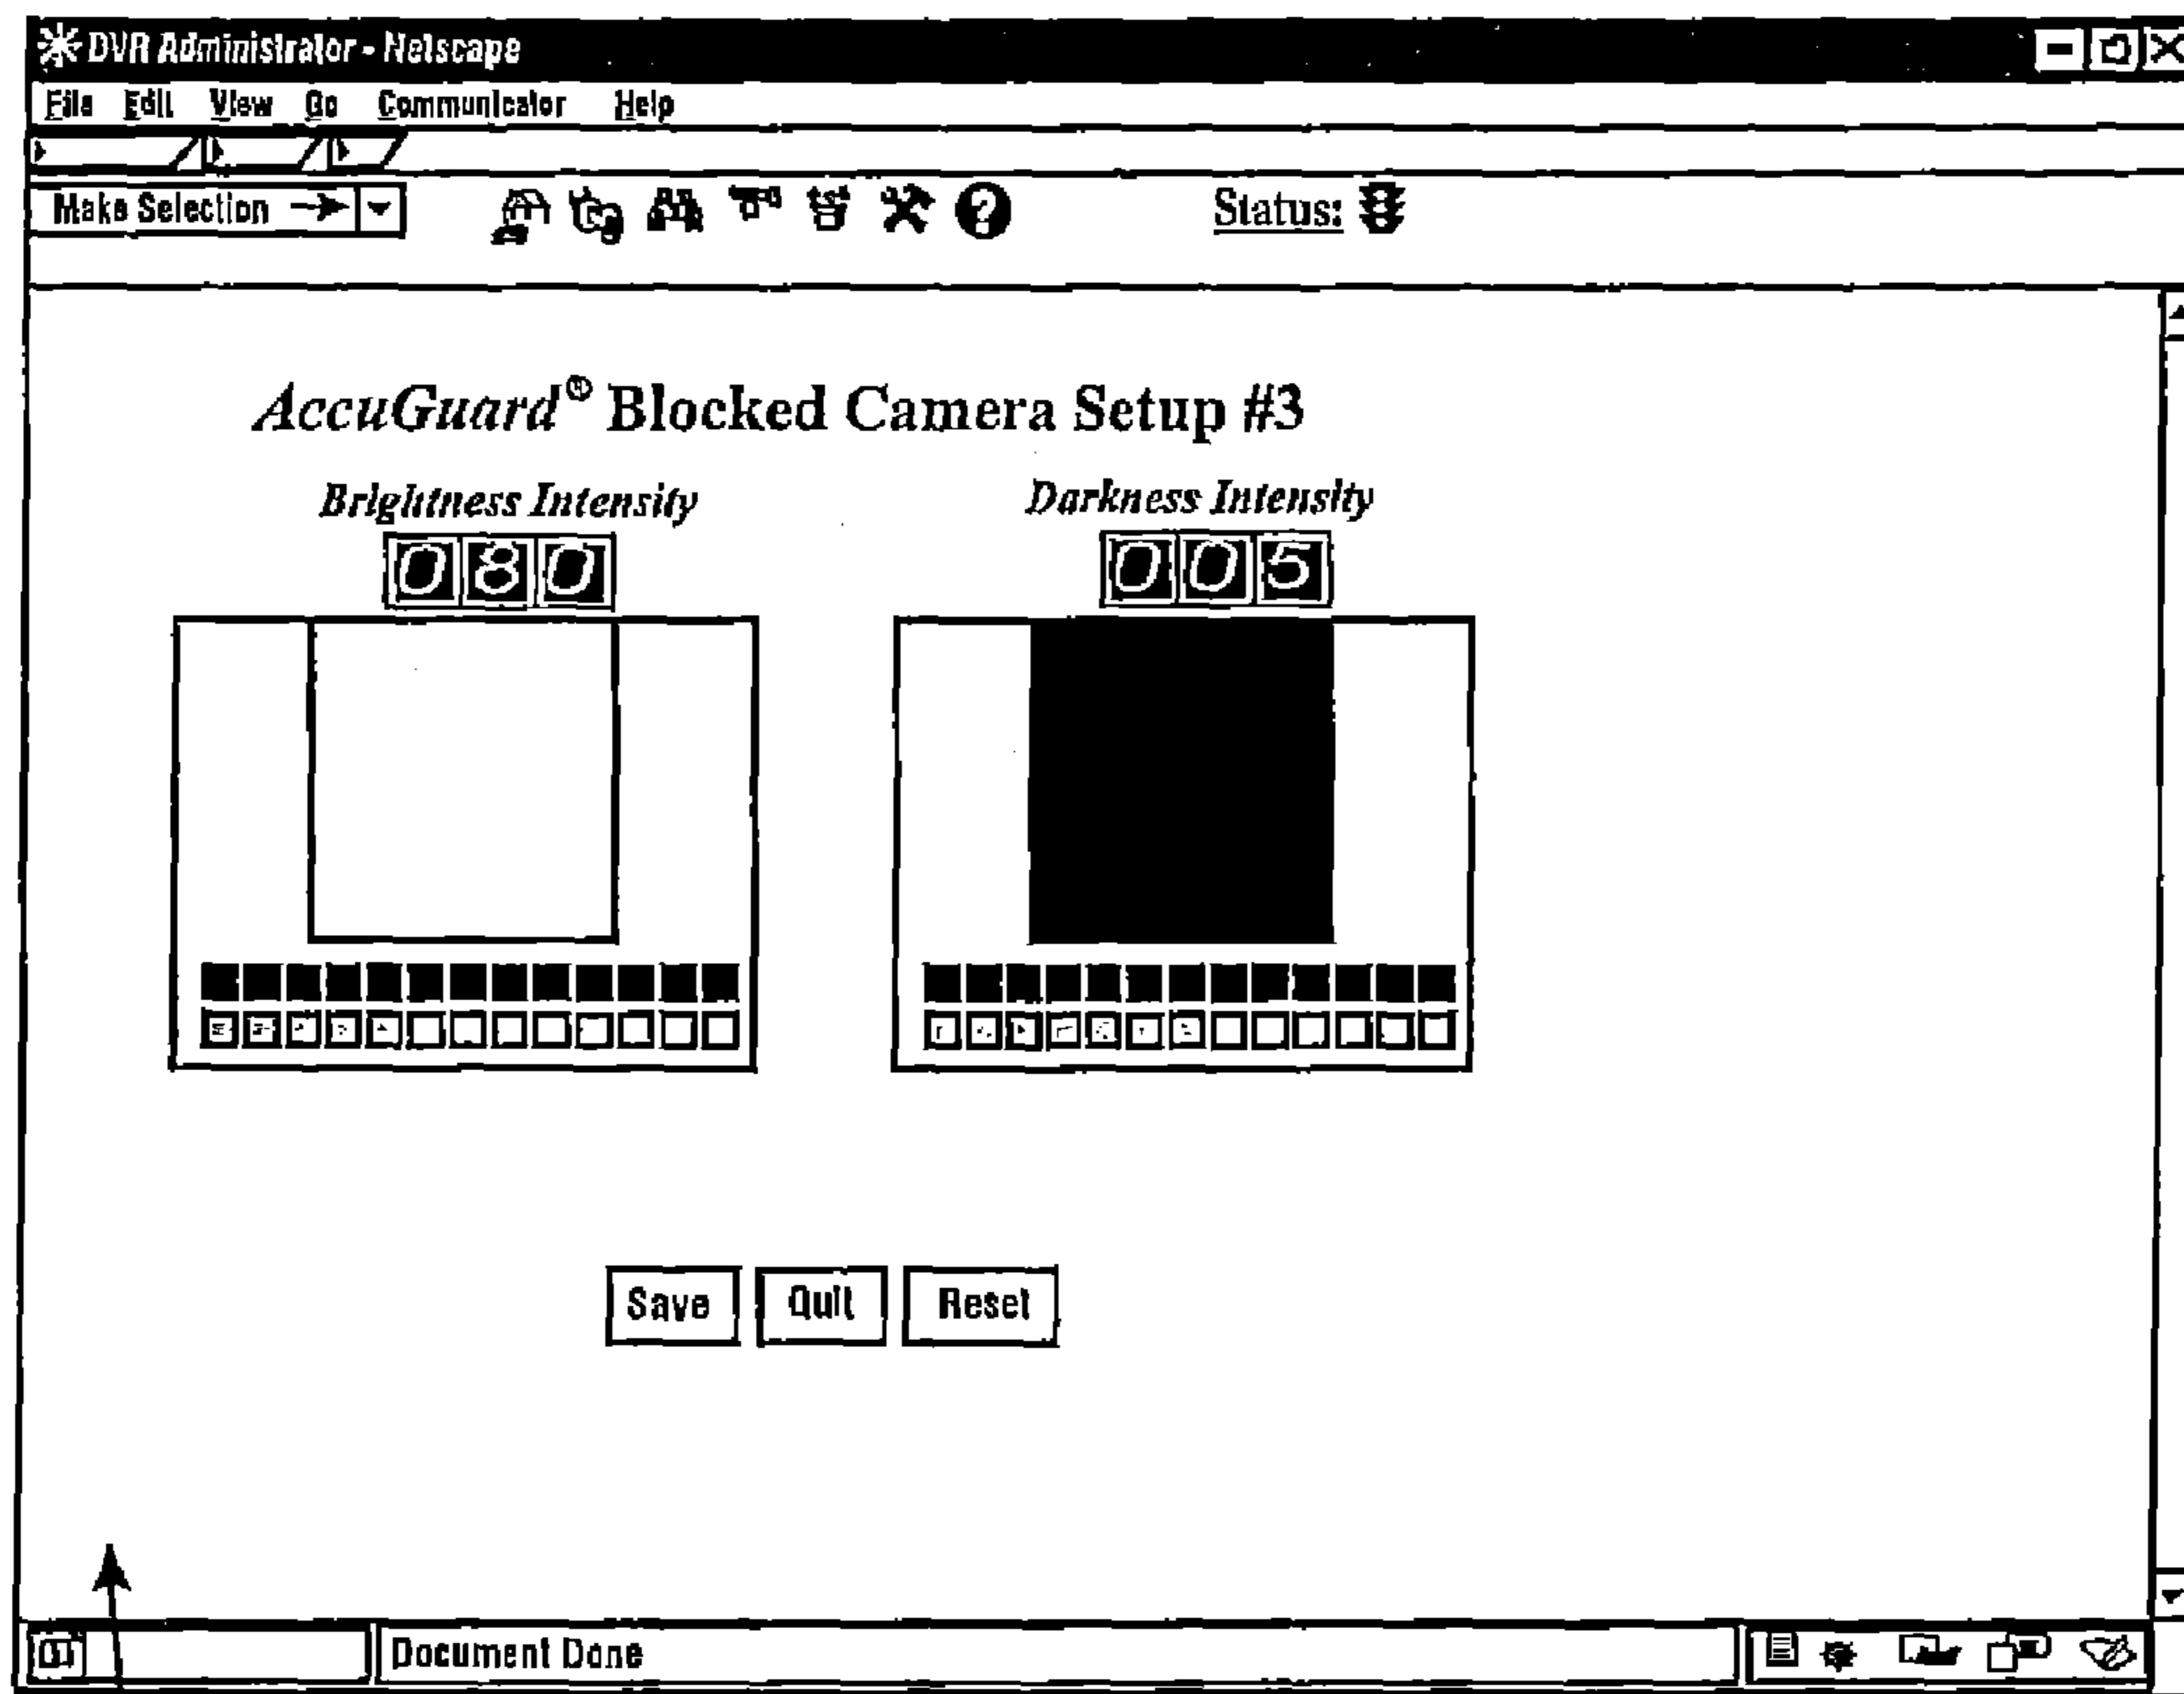 DVR Administrator - Netscape
File Edit View Go Communicator Help
Make Selection
Status:
AccuGuard® Blocked Camera Setup #3
Brightness Intensity Darkness Intensity
080 005
Save Quit Reset
Document Done